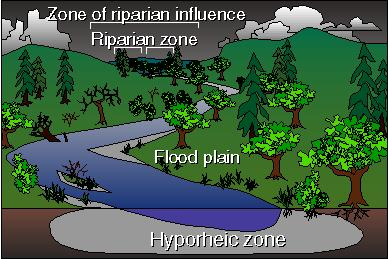 Zone of riparian influence
Riparian zone
Flood plain
Hyporheic zone